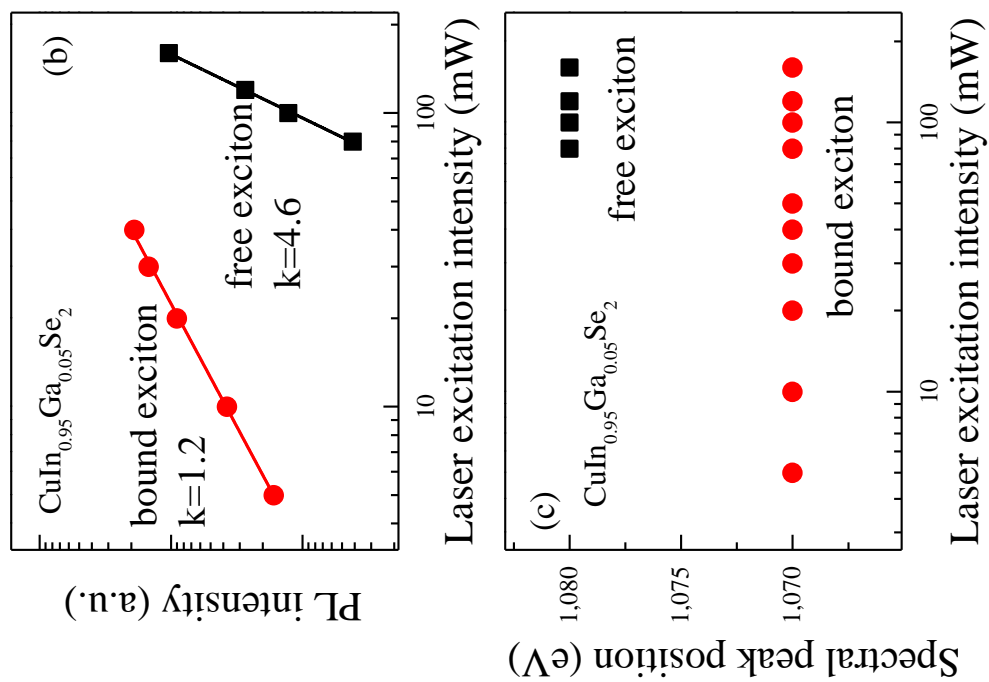 (b)
CuIn0.95Ga0.05Se2
bound exciton
k=1.2
free exciton
k=4.6
PL intensity (a.u.)
10
100
Laser excitation intensity (mW)
(c)
CuIn0.95Ga0.05Se2
free exciton
bound exciton
1,080
1,075
1,070
Spectral peak position (eV)
10
100
Laser excitation intensity (mW)